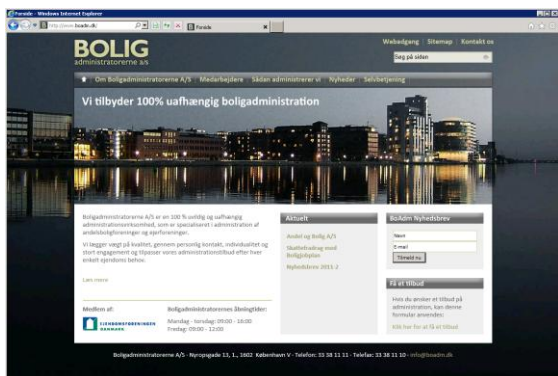 Forside - Windows Internet Explorer
http://www.boadm.dk/
Forside
BOLIG
administratorerne a/s
Webadgang Sitemap Kontakt os
Søg på siden
Om Boligadministratorerne A/S Medarbejdere Sådan administrerer vi Nyheder Selvbetjening
Vi tilbyder 100% uafhængig boligadministration
Boligadministratorerne A/S er en 100 % uvildig og uafhængig
administrationsvirksomhed, som er specialiseret i administration af
andelsboligforeninger og ejerforeninger.
Vi lægger vægt på kvalitet, gennem personlig kontakt, individualitet og
stort engagement og tilpasser vores administrationstilbud efter hver
enkelt ejendoms behov.
Læs mere
Medlem af:
EJENDOMSFORENINGEN
DANMARK
Boligadministratorernes åbningtider:
Mandag - torsdag: 09:00 - 16:00
Fredag: 09:00 - 12:00
Aktuelt
Andel og Bolig A/S
Skattefradrag med
Boligjobplan
Nyhedsbrev 2011-2
BoAdm Nyhedsbrev
Navn
E-mail
Tilmeld nu
Få et tilbud
Hvis du ønsker et tilbud på
administration, kan denne
formular anvendes:
Klik her for at få et tilbud
Boligadministratorerne A/S - Nyropsgade 13, 1., 1602 København V - Telefon: 33 38 11 11 - Telefax: 33 38 11 10 - info@boadm.dk